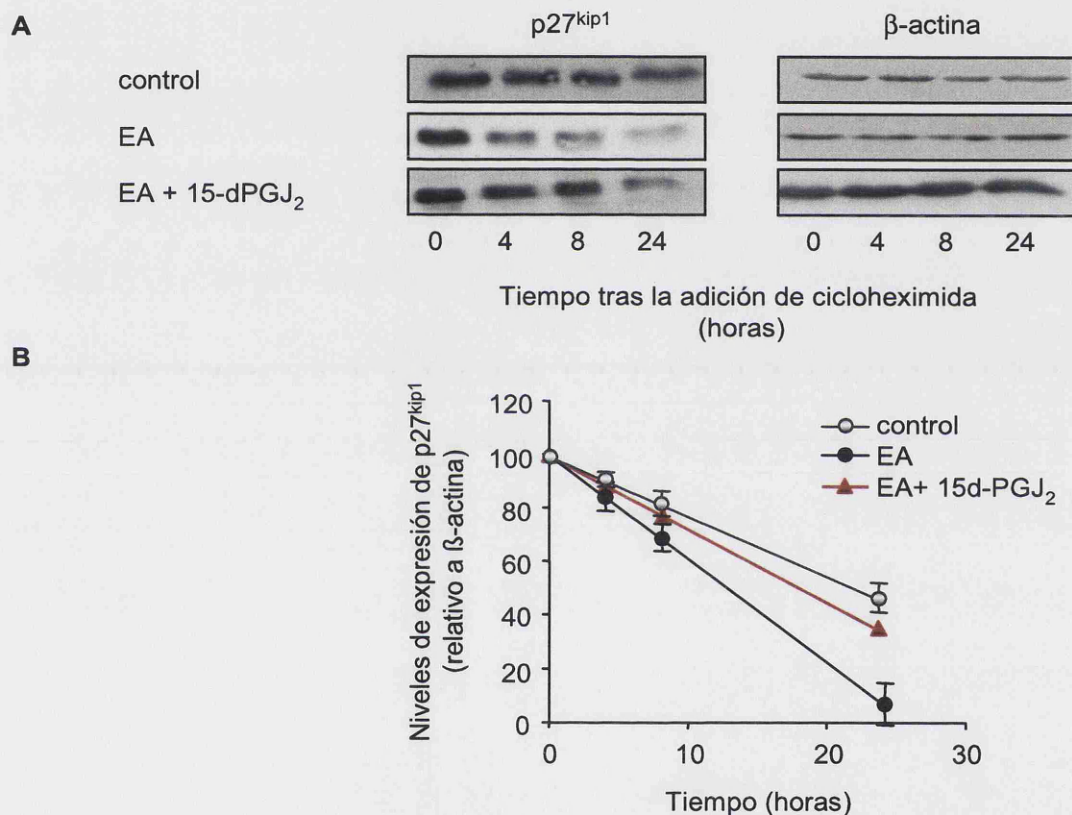 A
p27kip1
β-actina
control
EA
EA + 15-dPGJ2
0 4 8 24
0 4 8 24
Tiempo tras la adición de cicloheximida
(horas)
B
Niveles de expresión de p27kip1
(relativo a ß-actina)
120
100
80
60
40
20
0
0 10 20 30
Tiempo (horas)
control
EA
EA+ 15d-PGJ2